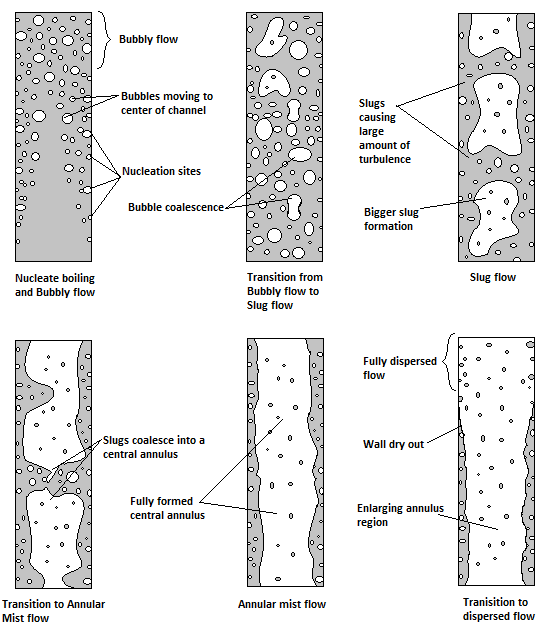 Bubbly flow
Bubbles moving to
center of channel
Nucleation sites
Bubble coalescence
Nucleate boiling
and Bubbly flow
Transition from
Bubbly flow to
Slug flow
Slugs
causing
large
amount of
turbulence
Bigger slug
formation
Slug flow
Slugs coalesce into a
central annulus
Transition to Annular
Mist flow
Fully formed
central annulus
Annular mist flow
Fully dispersed
flow
Wall dry out
Enlarging annulus
region
Transition to
dispersed flow